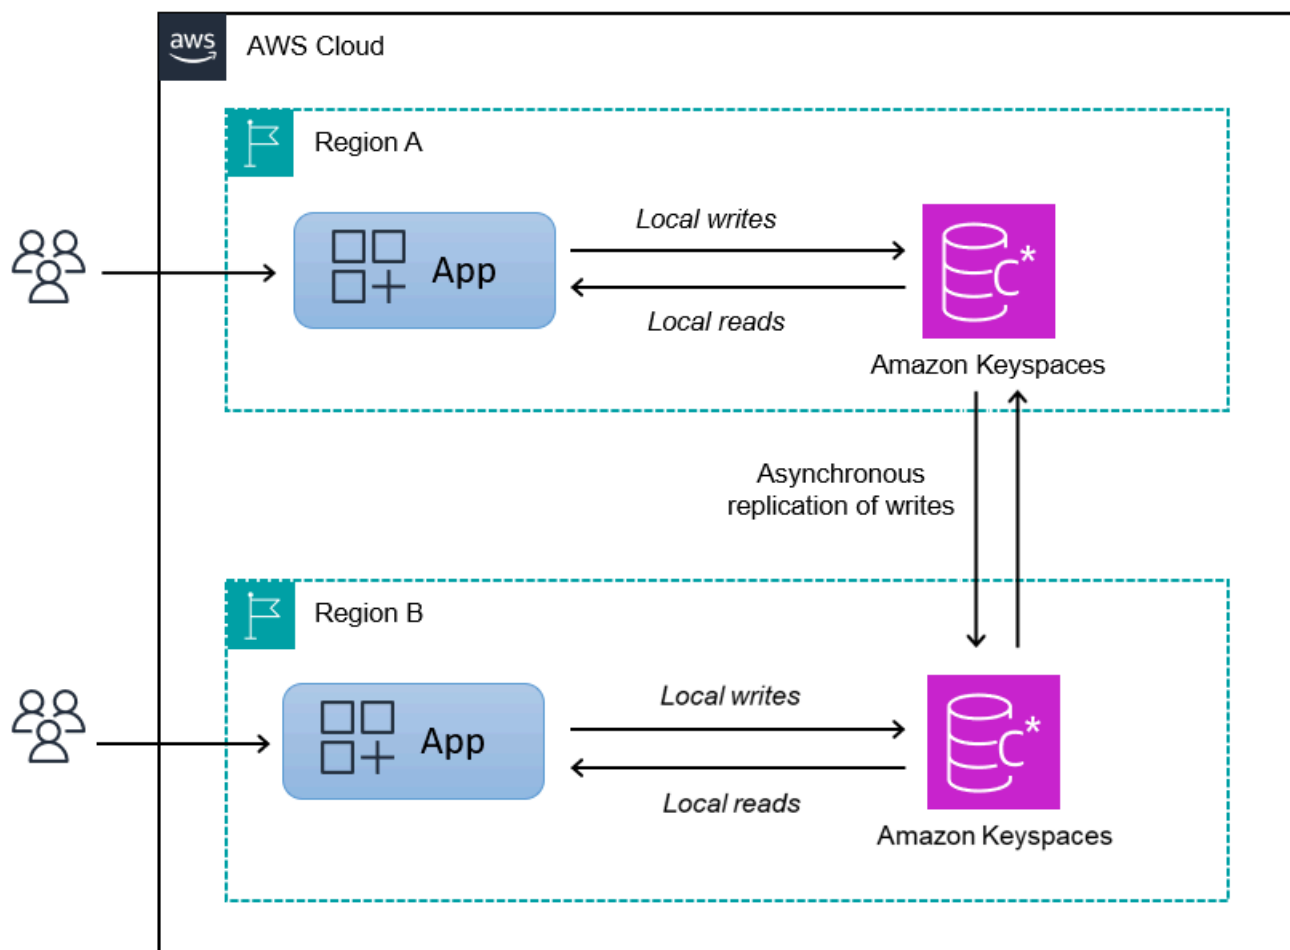 aws
AWS Cloud
Region A
App
Local writes
Local reads
C*
Amazon Keyspaces
Asynchronous
replication of writes
Region B
App
Local writes
Local reads
C*
Amazon Keyspaces